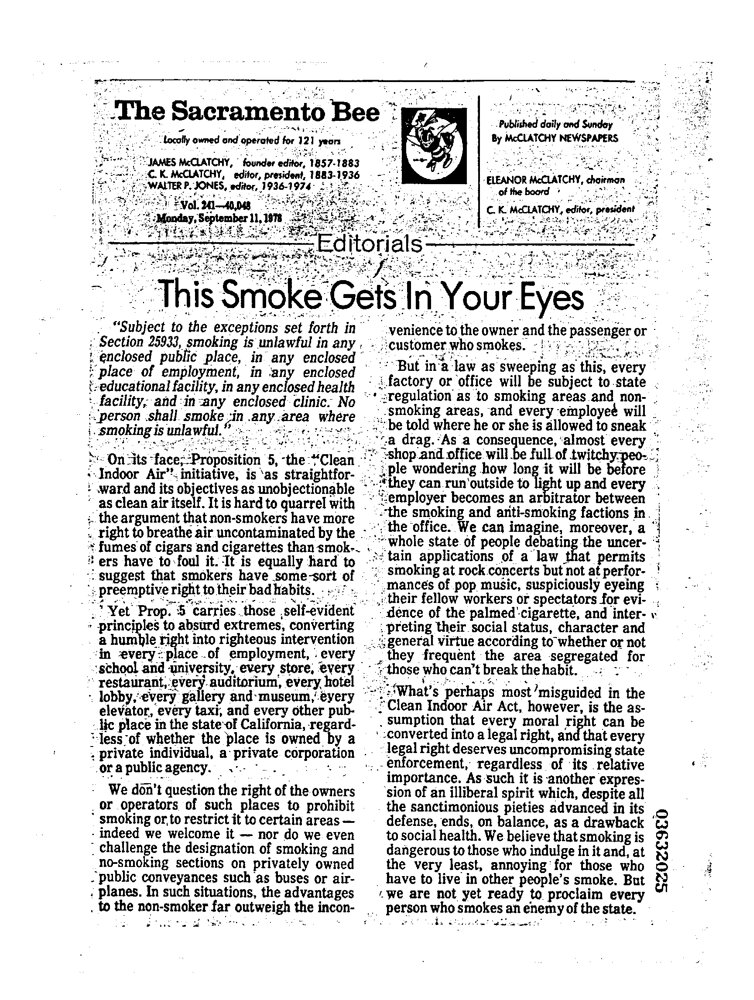 The Sacramento Bee
Locally owned and operated for 121 years
JAMES McCLATCHY, founder editor, 1857-1883
C. K. McCLATCHY, editor, president, 1883-1936
WALTER P. JONES, editor, 1936-1974
Vol. 241—40,048
Monday, September 11, 1978
Published daily and Sunday
By McCLATCHY NEWSPAPERS
ELEANOR McCLATCHY, chairman
of the board
C. K. McCLATCHY, editor, president
Editorials
This Smoke Gets In Your Eyes
"Subject to the exceptions set forth in
Section 25933, smoking is unlawful in any
enclosed public place, in any enclosed
place of employment, in any enclosed
educational facility, in any enclosed health
facility, and in any enclosed clinic. No
person shall smoke in any area where
smoking is unlawful."
On its face, Proposition 5, the "Clean
Indoor Air" initiative, is as straightfor-
ward and its objectives as unobjectionable
as clean air itself. It is hard to quarrel with
the argument that non-smokers have more
right to breathe air uncontaminated by the
fumes of cigars and cigarettes than smok-
ers have to foul it. It is equally hard to
suggest that smokers have some sort of
preemptive right to their bad habits.
Yet Prop. 5 carries those self-evident
principles to absurd extremes, converting
a humble right into righteous intervention
in every place of employment, every
school and university, every store, every
restaurant, every auditorium, every hotel
lobby, every gallery and museum, every
elevator, every taxi, and every other pub-
lic place in the state of California, regard-
less of whether the place is owned by a
private individual, a private corporation
or a public agency.
We don't question the right of the owners
or operators of such places to prohibit
smoking or to restrict it to certain areas —
indeed we welcome it — nor do we even
challenge the designation of smoking and
no-smoking sections on privately owned
public conveyances such as buses or air-
planes. In such situations, the advantages
to the non-smoker far outweigh the incon-
venience to the owner and the passenger or
customer who smokes.
But in a law as sweeping as this, every
factory or office will be subject to state
regulation as to smoking areas and non-
smoking areas, and every employee will
be told where he or she is allowed to sneak
a drag. As a consequence, almost every
shop and office will be full of twitchy peo-
ple wondering how long it will be before
they can run outside to light up and every
employer becomes an arbitrator between
the smoking and anti-smoking factions in
the office. We can imagine, moreover, a
whole state of people debating the uncer-
tain applications of a law that permits
smoking at rock concerts but not at perfor-
mances of pop music, suspiciously eyeing
their fellow workers or spectators for evi-
dence of the palmed cigarette, and inter-
preting their social status, character and
general virtue according to whether or not
they frequent the area segregated for
those who can't break the habit.
What's perhaps most misguided in the
Clean Indoor Air Act, however, is the as-
sumption that every moral right can be
converted into a legal right, and that every
legal right deserves uncompromising state
enforcement, regardless of its relative
importance. As such it is another expres-
sion of an illiberal spirit which, despite all
the sanctimonious pieties advanced in its
defense, ends, on balance, as a drawback
to social health. We believe that smoking is
dangerous to those who indulge in it and, at
the very least, annoying for those who
have to live in other people's smoke. But
we are not yet ready to proclaim every
person who smokes an enemy of the state.
03632025